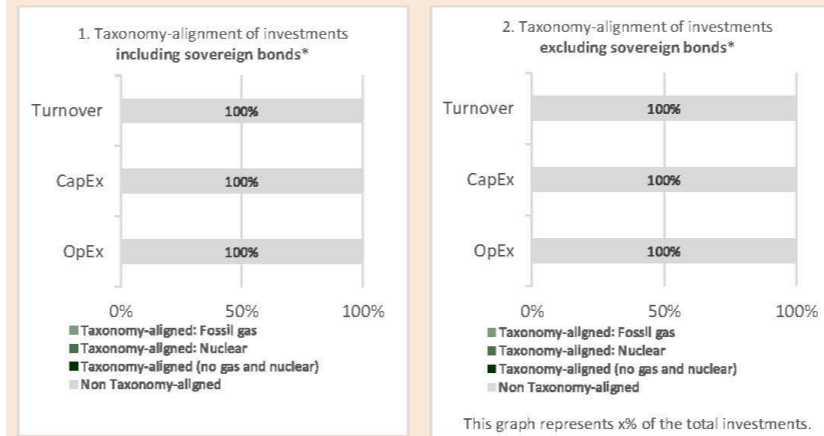 1. Taxonomy-alignment of investments
including sovereign bonds*
Turnover
100%
CapEx
100%
OpEx
100%
0%
50%
100%
Taxonomy-aligned: Fossil gas
Taxonomy-aligned: Nuclear
Taxonomy-aligned (no gas and nuclear)
Non Taxonomy-aligned
2. Taxonomy-alignment of investments
excluding sovereign bonds*
Turnover
100%
CapEx
100%
OpEx
100%
0%
50%
100%
Taxonomy-aligned: Fossil gas
Taxonomy-aligned: Nuclear
Taxonomy-aligned (no gas and nuclear)
Non Taxonomy-aligned
This graph represents x% of the total investments.